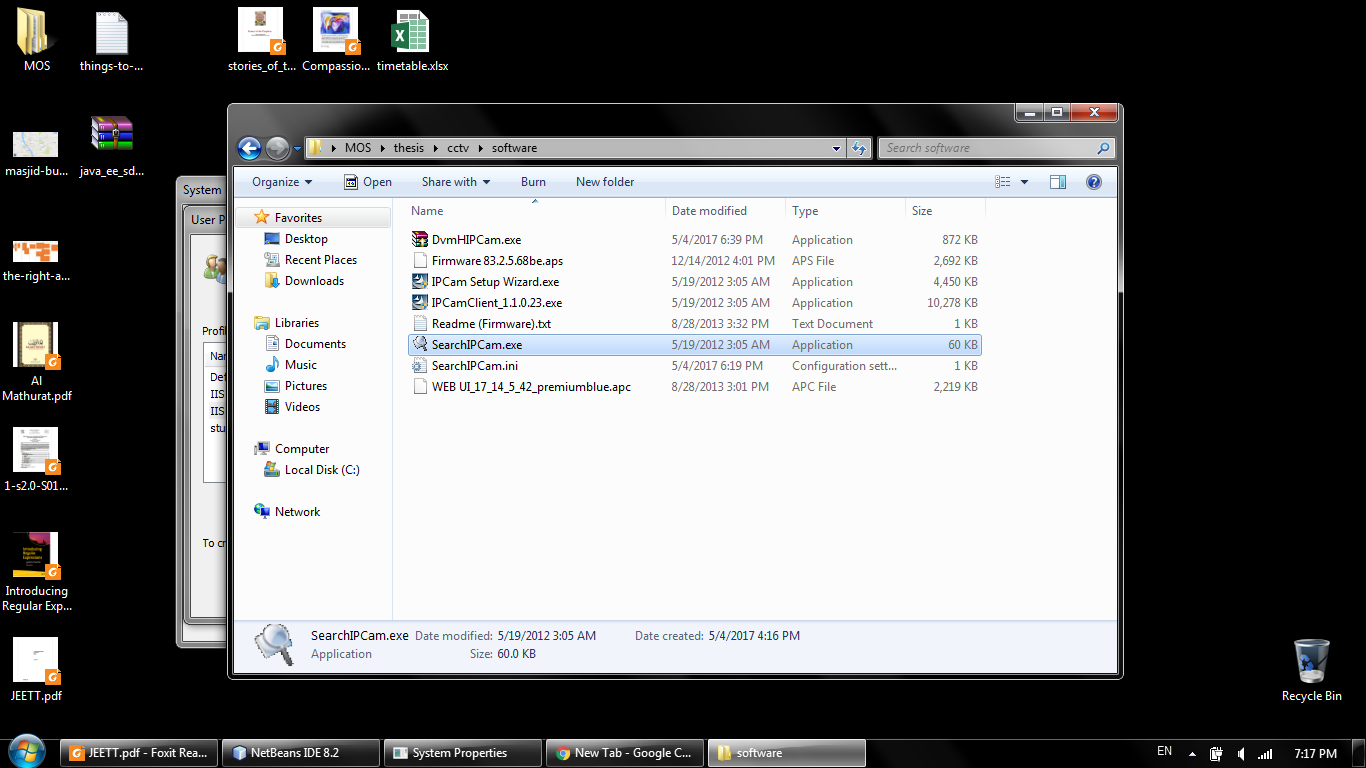 MOS
things-to-...
stories_of_t...
Compassio...
timetable.xlsx
masjid-bu...
java_ee_sd...
the-right-a...
Al
Mathurat.pdf
1-s2.0-S01...
Introducing
Regular Exp...
JEETT.pdf
Recycle Bin
System
User P
Profil
Na
Def
IIS
IIS
stu
To cr
MOS thesis cctv software
Search software
Organize Open Share with Burn New folder
Favorites
Desktop
Recent Places
Downloads
Libraries
Documents
Music
Pictures
Videos
Computer
Local Disk (C:)
Network
Name Date modified Type Size
DvmHIPCam.exe 5/4/2017 6:39 PM Application 872 KB
Firmware 83.2.5.68be.aps 12/14/2012 4:01 PM APS File 2,692 KB
IPCam Setup Wizard.exe 5/19/2012 3:05 AM Application 4,450 KB
IPCamClient_1.1.0.23.exe 5/19/2012 3:05 AM Application 10,278 KB
Readme (Firmware).txt 8/28/2013 3:32 PM Text Document 1 KB
SearchIPCam.exe 5/19/2012 3:05 AM Application 60 KB
SearchIPCam.ini 5/4/2017 6:19 PM Configuration sett... 1 KB
WEB UI_17_14_5_42_premiumblue.apc 8/28/2013 3:01 PM APC File 2,219 KB
SearchIPCam.exe Date modified: 5/19/2012 3:05 AM Date created: 5/4/2017 4:16 PM
Application Size: 60.0 KB
JEETT.pdf - Foxit Rea... NetBeans IDE 8.2 System Properties New Tab - Google C... software EN 7:17 PM